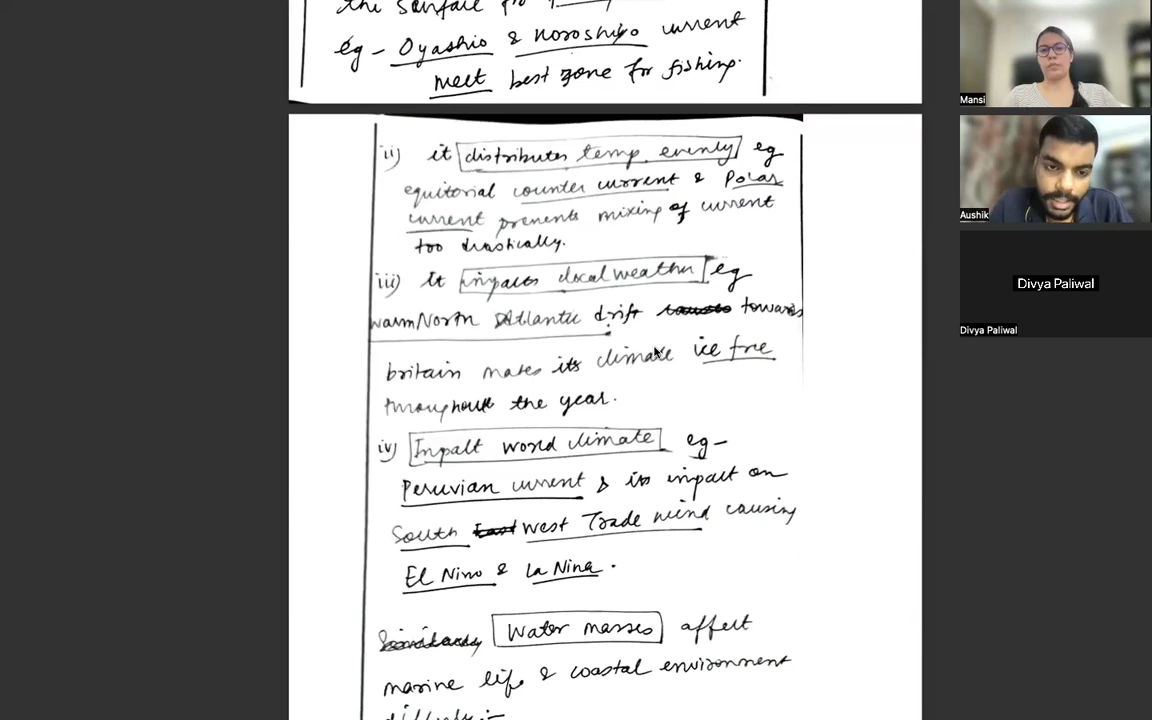 the
eg - Oyashio & Koroshiyo current
meet best zone for fishing.
ii) it distributes temp. evenly eg
equitorial counter current & Polar
current prevents mixing of current
too drastically.
iii) It impacts local weather eg
warm North Atlantic drift towards
britain makes its climate ice free
throughout the year.
iv) Impact world climate eg -
Peruvian current & its impact on
South East West Trade wind causing
El Nino & La Nina.
Similarly Water masses affect
marine life & coastal environment
Mansi
Aushik
Divya Paliwal
Divya Paliwal